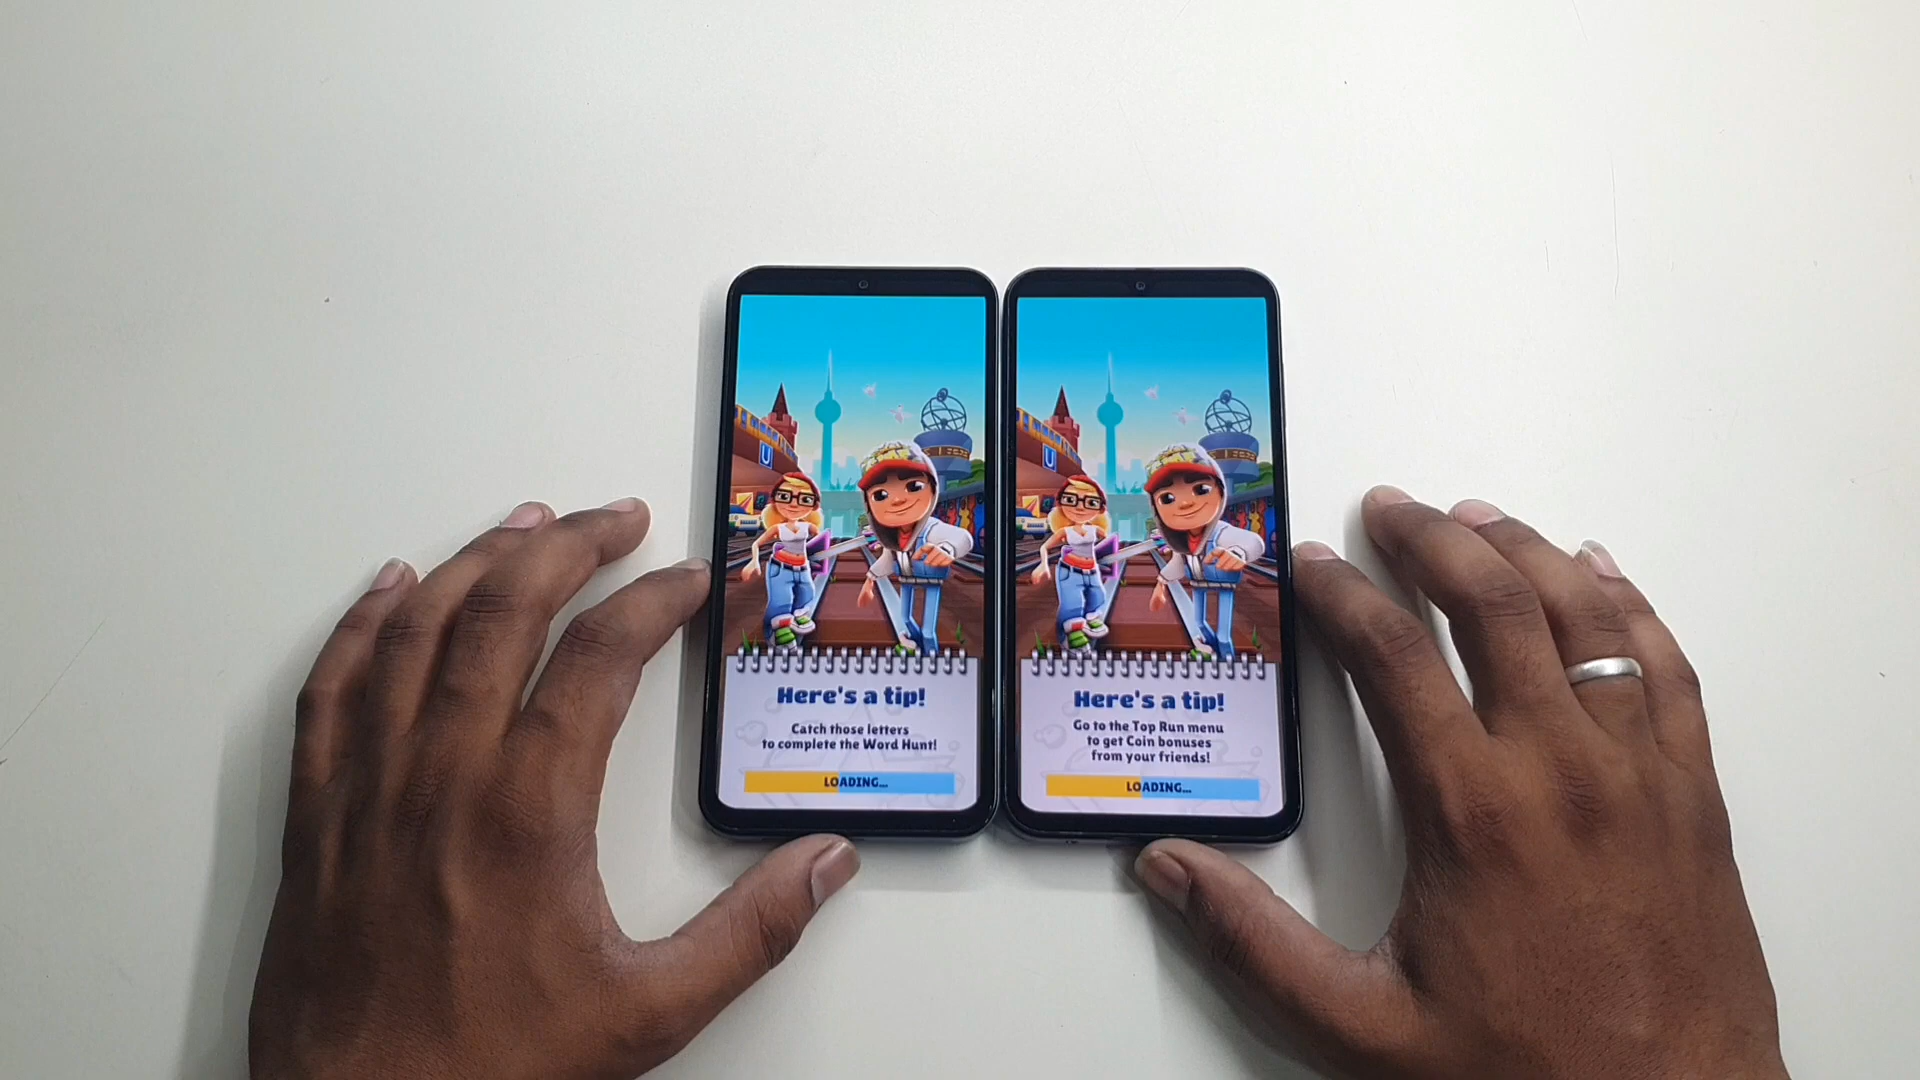 U
Here's a tip!
Catch those letters
to complete the Word Hunt!
LOADING...
U
Here's a tip!
Go to the Top Run menu
to get Coin bonuses
from your friends!
LOADING...